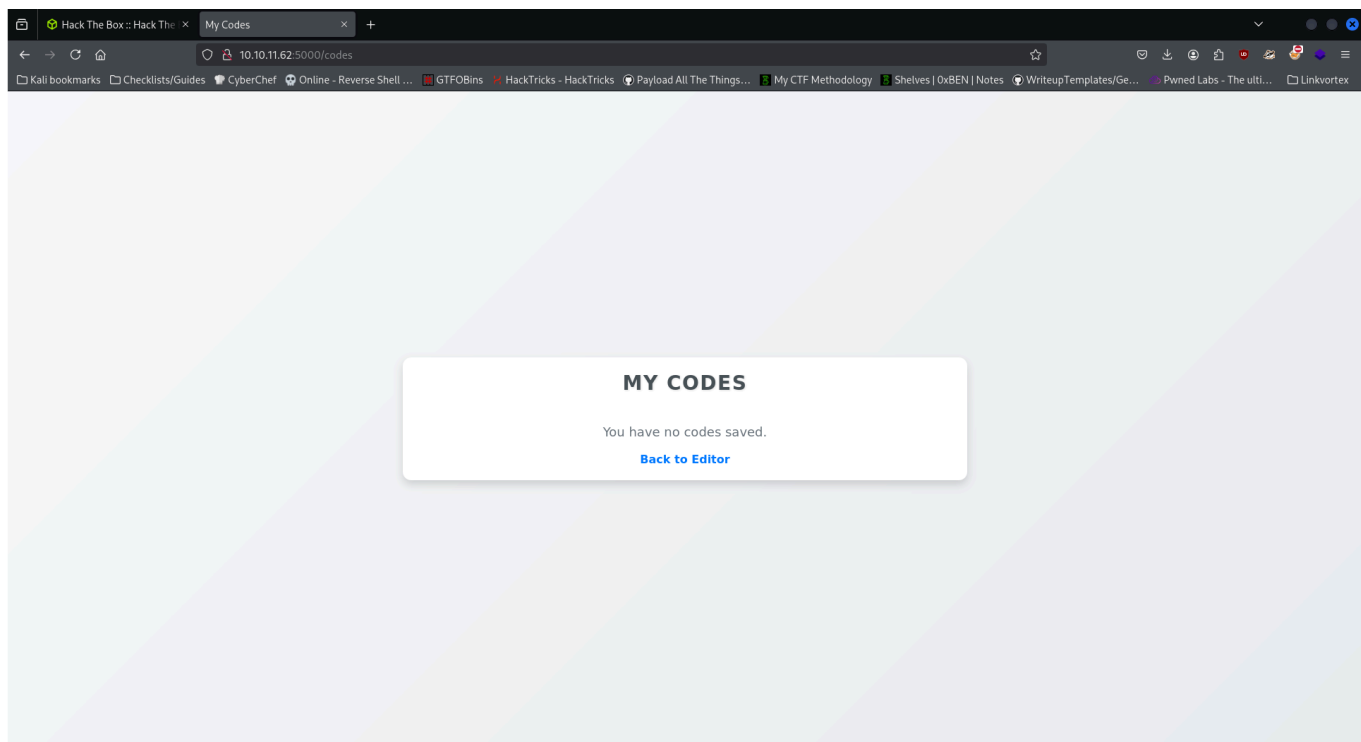 Hack The Box :: Hack The
My Codes
10.10.11.62:5000/codes
Kali bookmarks Checklists/Guides CyberChef Online - Reverse Shell ... GTFOBins HackTricks - HackTricks Payload All The Things... My CTF Methodology Shelves | 0xBEN | Notes WriteupTemplates/Ge... Pwned Labs - The ulti... Linkvortex
MY CODES
You have no codes saved.
Back to Editor